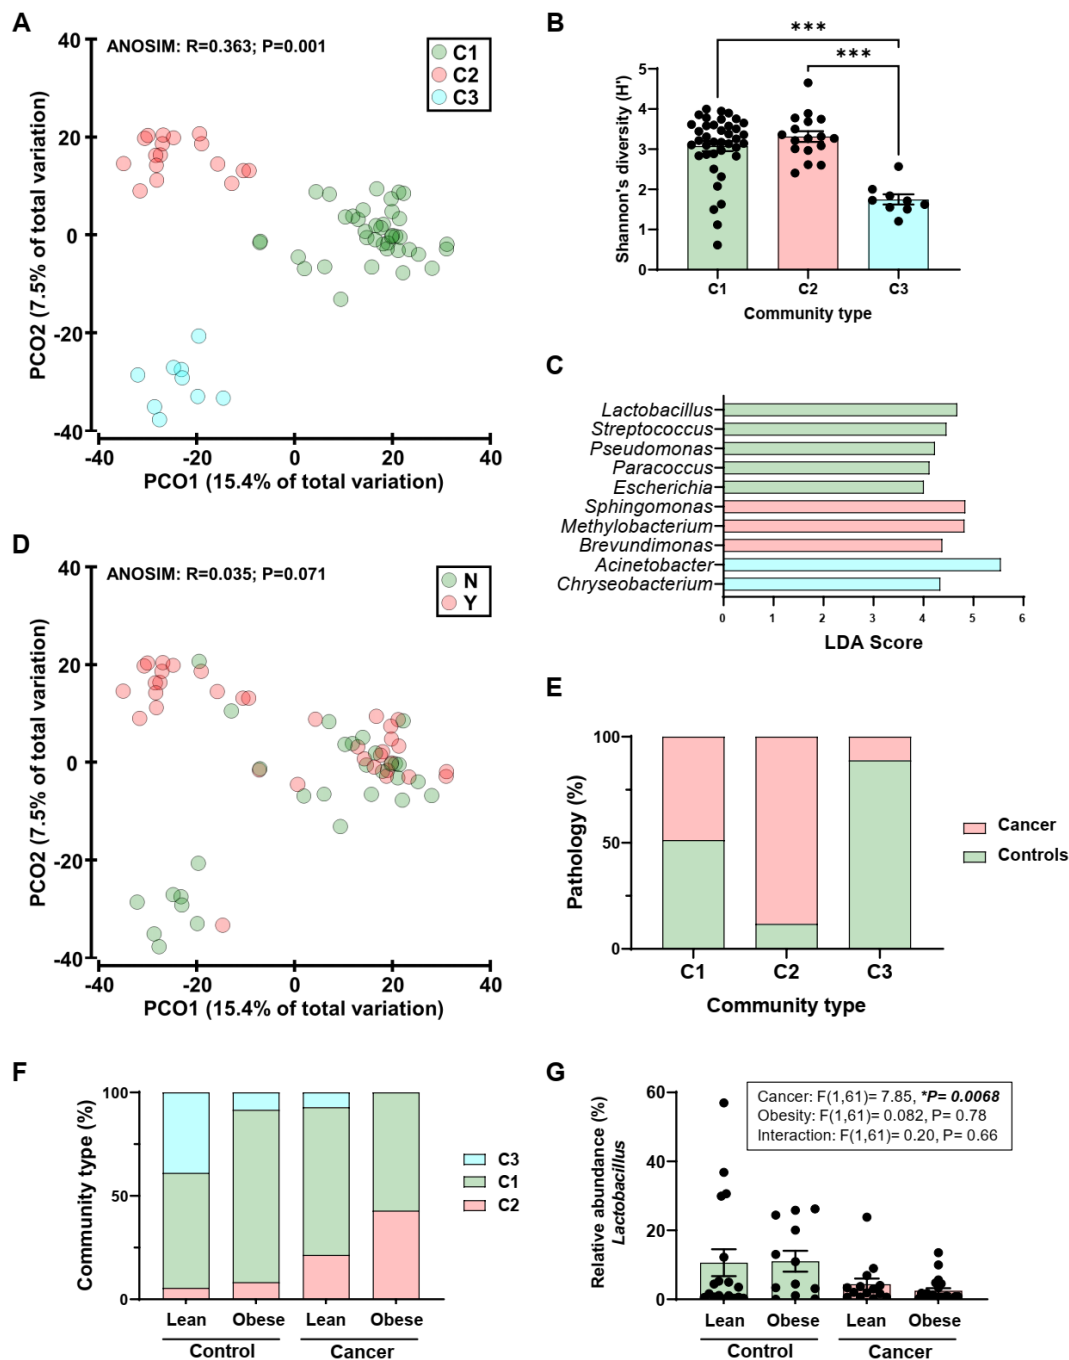 A
ANOSIM: R=0.363; P=0.001
C1
C2
C3
40
20
0
-20
-40
PCO2 (7.5% of total variation)
-40 -20 0 20 40
PCO1 (15.4% of total variation)
B
***
***
5
4
3
2
1
0
Shannon's diversity (H')
C1 C2 C3
Community type
C
Lactobacillus
Streptococcus
Pseudomonas
Paracoccus
Escherichia
Sphingomonas
Methylobacterium
Brevundimonas
Acinetobacter
Chryseobacterium
0 1 2 3 4 5 6
LDA Score
D
ANOSIM: R=0.035; P=0.071
N
Y
40
20
0
-20
-40
PCO2 (7.5% of total variation)
-40 -20 0 20 40
PCO1 (15.4% of total variation)
E
100
50
0
Pathology (%)
Cancer
Controls
C1 C2 C3
Community type
F
100
50
0
Community type (%)
C3
C1
C2
Lean Obese Lean Obese
Control Cancer
G
60
40
20
0
Relative abundance (%)
Lactobacillus
Cancer: F(1,61)= 7.85, *P= 0.0068
Obesity: F(1,61)= 0.082, P= 0.78
Interaction: F(1,61)= 0.20, P= 0.66
Lean Obese Lean Obese
Control Cancer